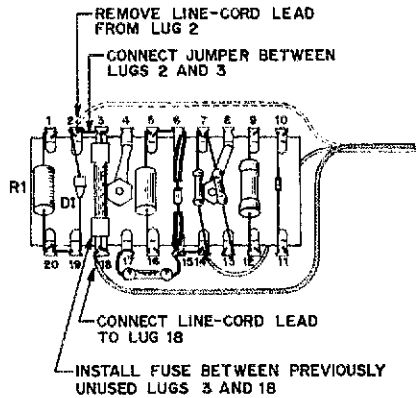 REMOVE LINE-CORD LEAD
FROM LUG 2
CONNECT JUMPER BETWEEN
LUGS 2 AND 3
1 2 3 4 5 6 7 8 9 10
R1
D1
20 19 18 17 16 15 14 13 12 11
CONNECT LINE-CORD LEAD
TO LUG 18
INSTALL FUSE BETWEEN PREVIOUSLY
UNUSED LUGS 3 AND 18